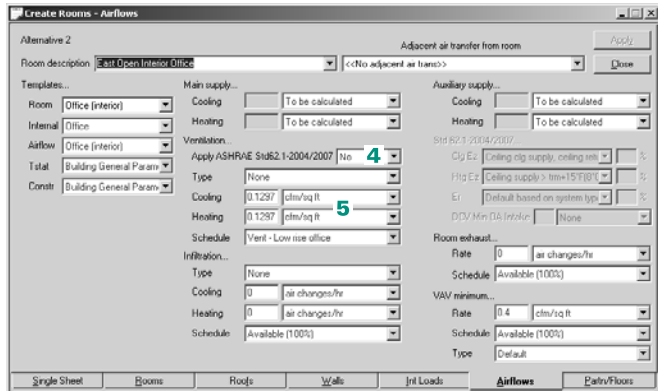 Create Rooms - Airflows
Alternative 2
Adjacent air transfer from room
Apply
Room description East Open Interior Office
<<No adjacent air trans>>
Close
Templates...
Room Office (interior)
Internal Office
Airflow Office (interior)
Tstat Building General Param
Constr Building General Param
Main supply...
Cooling To be calculated
Heating To be calculated
Ventilation...
Apply ASHRAE Std62.1-2004/2007 No 4
Type None
Cooling 0.1297 cfm/sq ft
5
Heating 0.1297 cfm/sq ft
Schedule Vent - Low rise office
Infiltration...
Type None
Cooling 0 air changes/hr
Heating 0 air changes/hr
Schedule Available (100%)
Auxiliary supply...
Cooling To be calculated
Heating To be calculated
Std 62.1-2004/2007...
Clg Ez Ceiling clg supply, ceiling ret %
Htg Ez Ceiling supply > trm+15°F(8°C %
Er Default based on system type %
DCV Min OA Intake None
Room exhaust...
Rate 0 air changes/hr
Schedule Available (100%)
VAV minimum...
Rate 0.4 cfm/sq ft
Schedule Available (100%)
Type Default
Single Sheet Rooms Roofs Walls Int Loads Airflows Partn/Floors